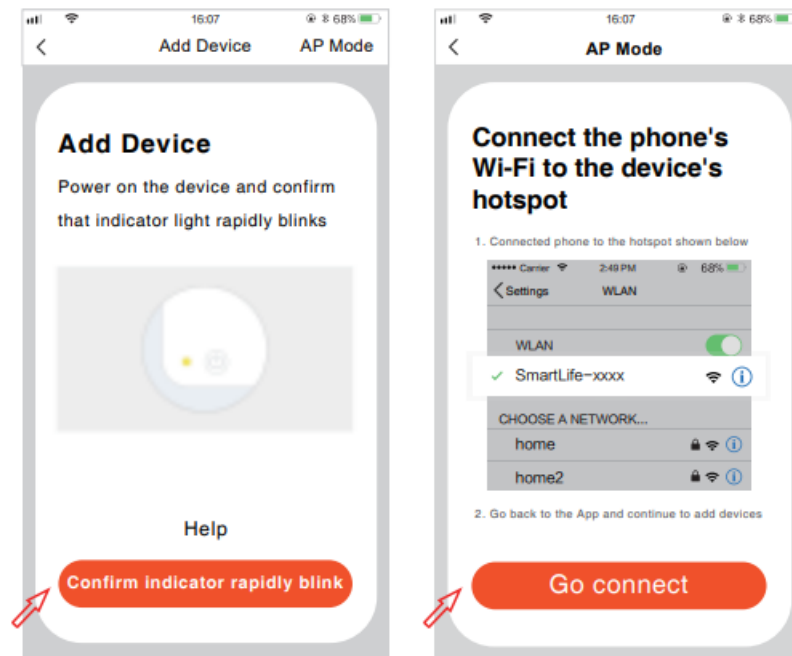 16:07
68%
Add Device
AP Mode
Add Device
Power on the device and confirm
that indicator light rapidly blinks
Help
Confirm indicator rapidly blink
16:07
68%
AP Mode
Connect the phone's
Wi-Fi to the device's
hotspot
1. Connected phone to the hotspot shown below
Carrier
2:49 PM
68%
Settings
WLAN
WLAN
SmartLife-xxxx
CHOOSE A NETWORK...
home
home2
2. Go back to the App and continue to add devices
Go connect